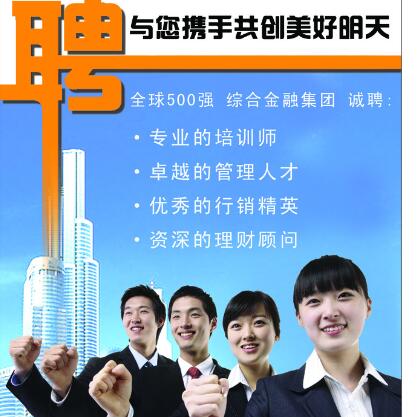 聘
与您携手共创美好明天
全球500强 综合金融集团 诚聘:
·专业的培训师
·卓越的管理人才
·优秀的行销精英
·资深的理财顾问